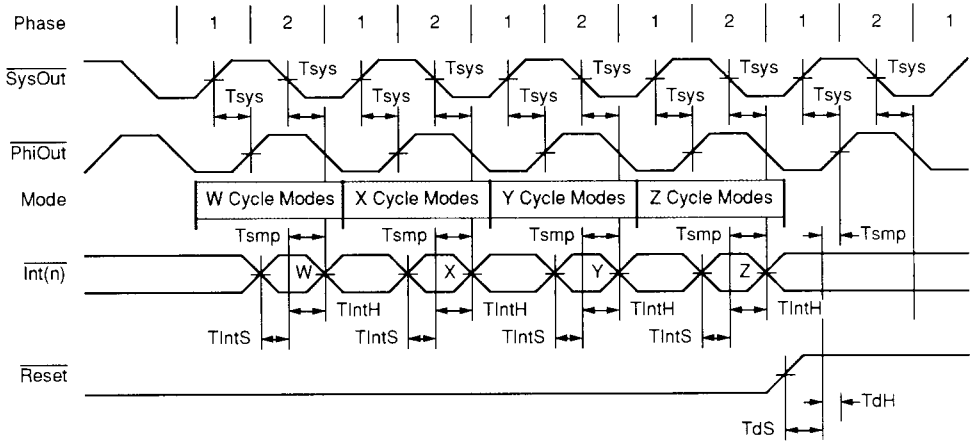 Phase 1 2 1 2 1 2 1 2 1 2 1
SysOut Tsys Tsys Tsys Tsys Tsys
Tsys Tsys Tsys Tsys Tsys
PhiOut
Mode W Cycle Modes X Cycle Modes Y Cycle Modes Z Cycle Modes
Tsmp Tsmp Tsmp Tsmp Tsmp
Int(n) W X Y Z
TIntH TIntH TIntH TIntH
TIntS TIntS TIntS TIntS
Reset
TdH
TdS